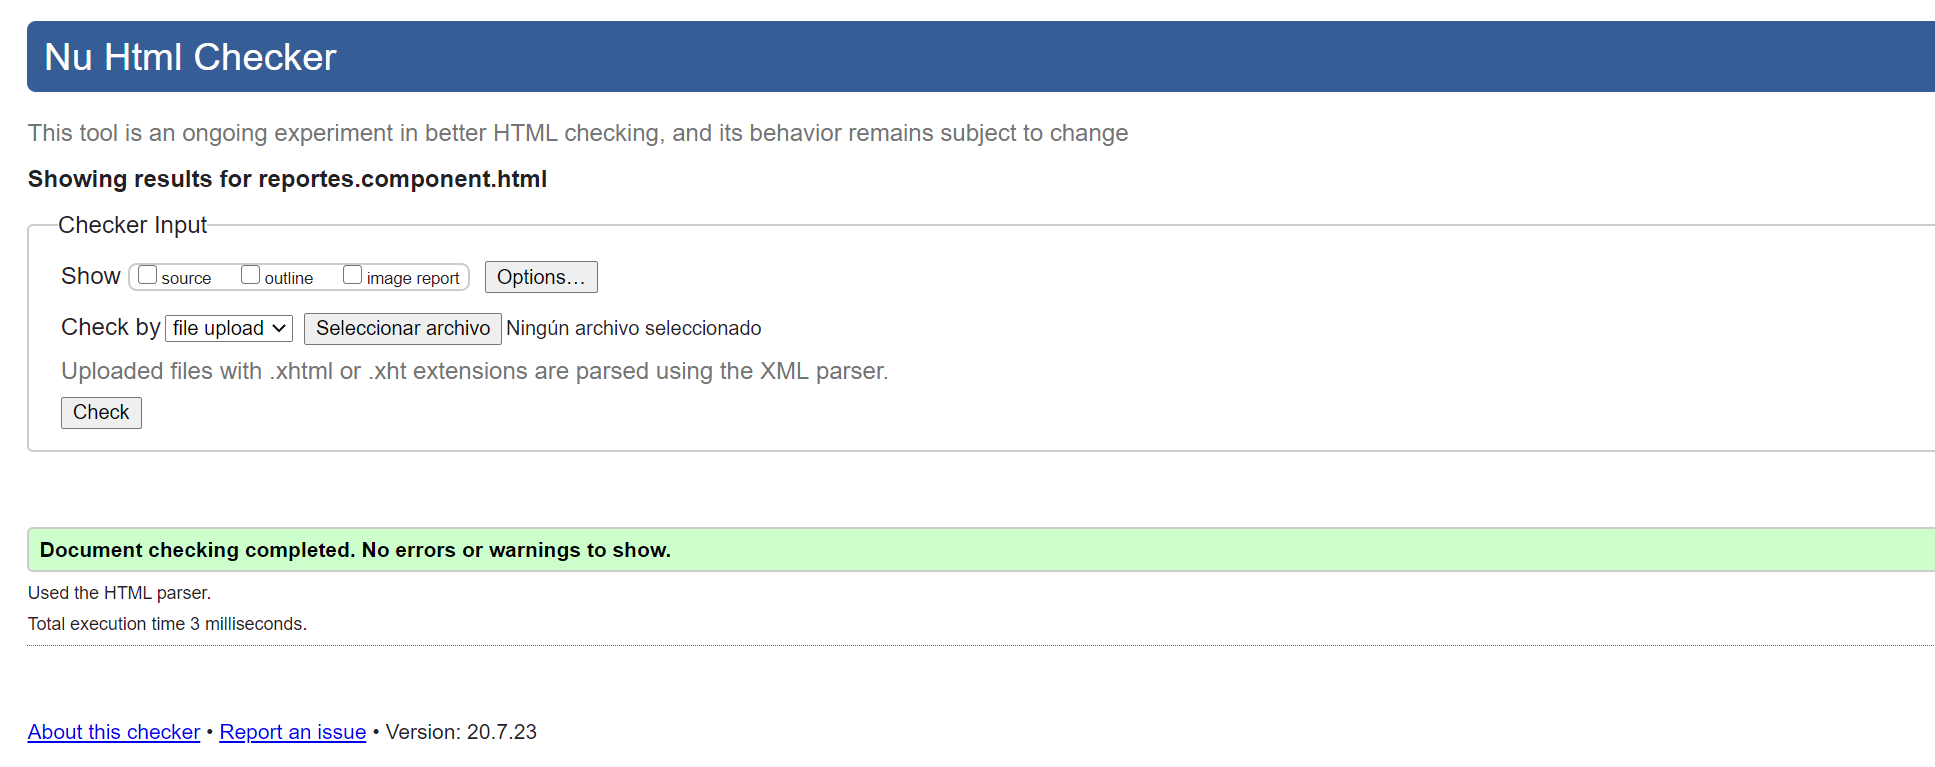 Nu Html Checker
This tool is an ongoing experiment in better HTML checking, and its behavior remains subject to change
Showing results for reportes.component.html
Checker Input
Show source outline image report Options…
Check by file upload Seleccionar archivo Ningún archivo seleccionado
Uploaded files with .xhtml or .xht extensions are parsed using the XML parser.
Check
Document checking completed. No errors or warnings to show.
Used the HTML parser.
Total execution time 3 milliseconds.
About this checker • Report an issue • Version: 20.7.23